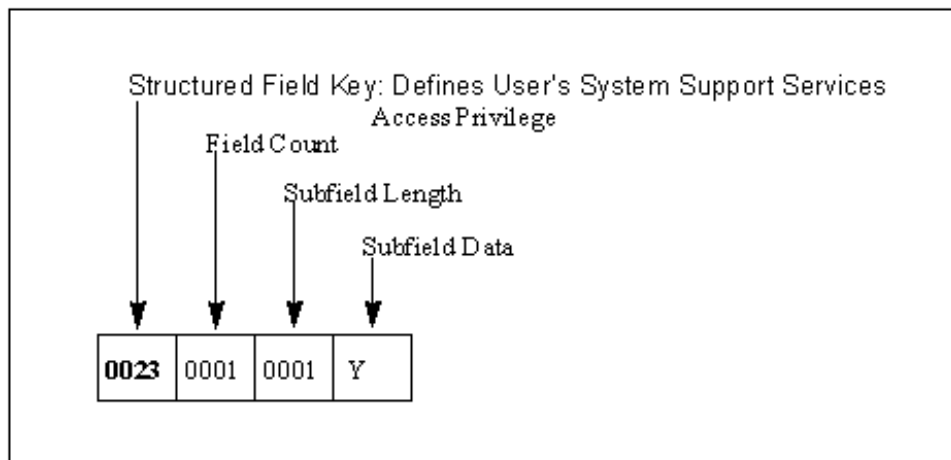 Structured Field Key: Defines User's System Support Services
Access Privilege
Field Count
Subfield Length
Subfield Data
0023 0001 0001 Y